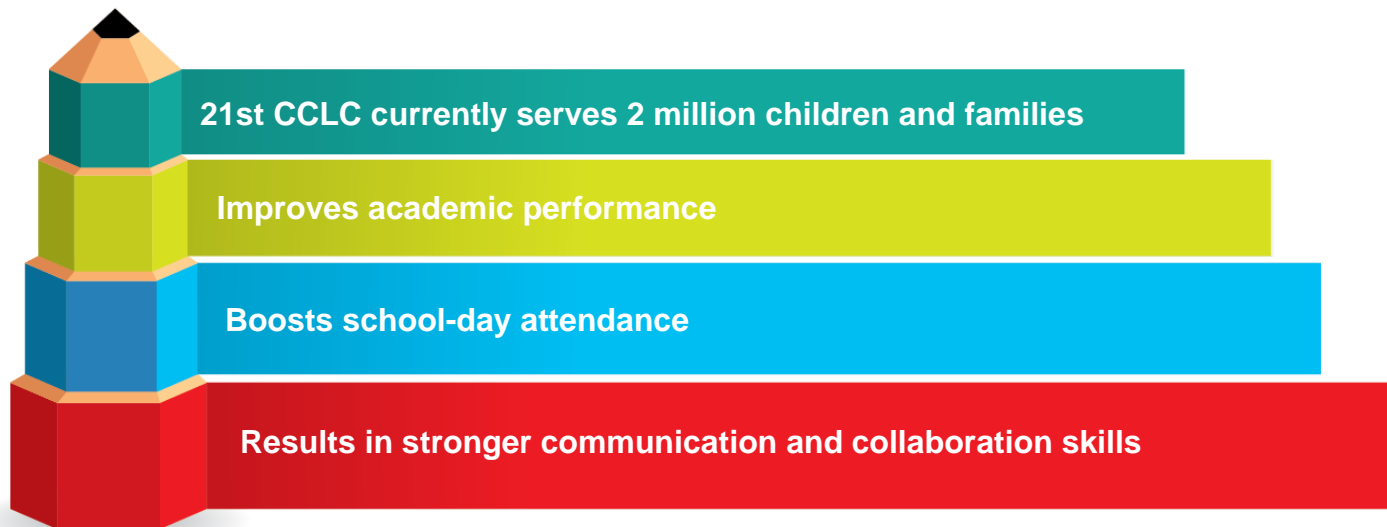 21st CCLC currently serves 2 million children and families
Improves academic performance
Boosts school-day attendance
Results in stronger communication and collaboration skills